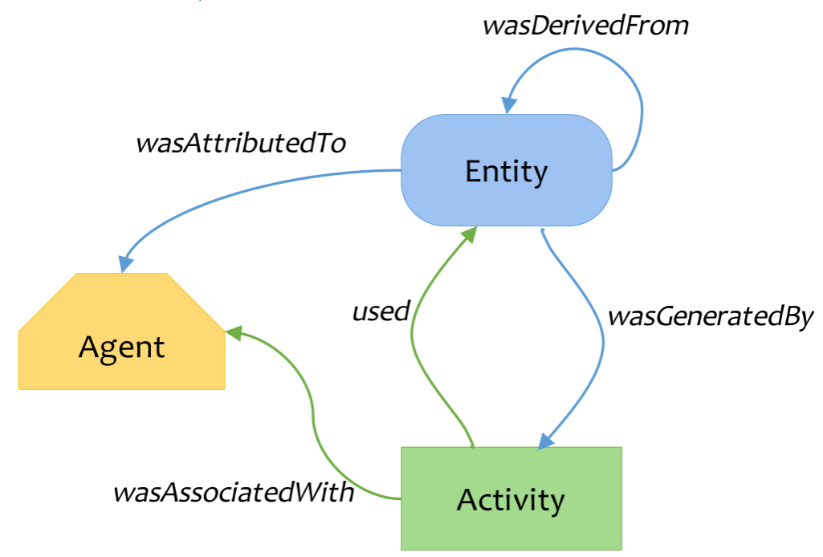 wasDerivedFrom
wasAttributedTo
Entity
used
wasGeneratedBy
Agent
wasAssociatedWith
Activity